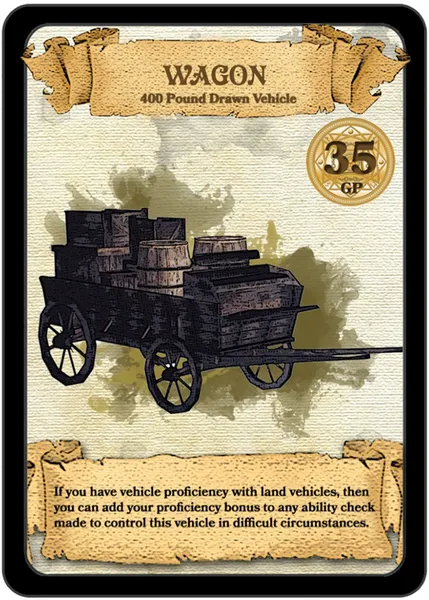 WAGON
400 Pound Drawn Vehicle
35
GP
If you have vehicle proficiency with land vehicles, then
you can add your proficiency bonus to any ability check
made to control this vehicle in difficult circumstances.